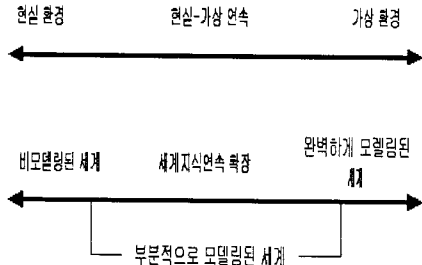 현실 환경 현실-가상 연속 가상 환경
비모델링된 세계 세계지식연속 확장 완벽하게 모렐링된
세계
부분적으로 모델링된 세계